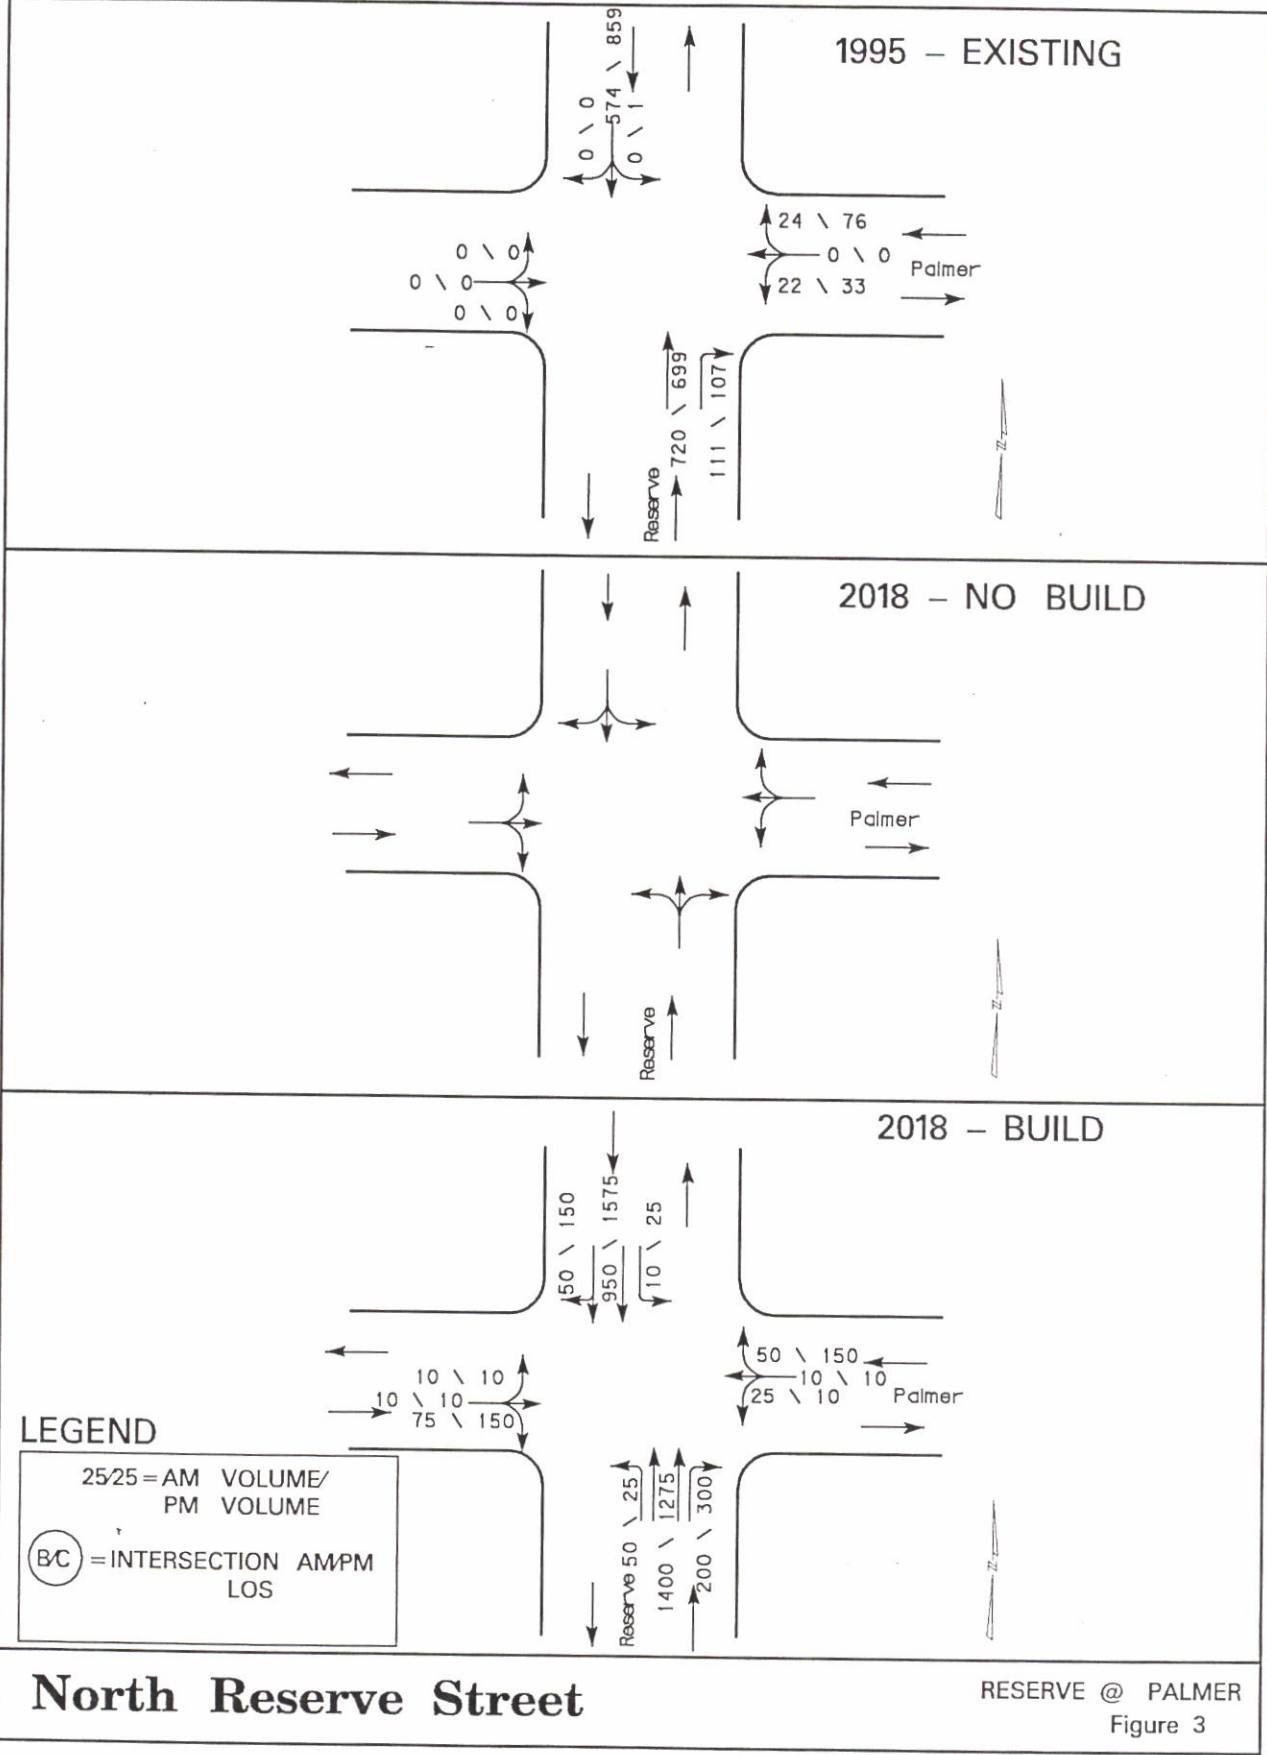 1995 – EXISTING
0 \ 0
574 \ 859
0 \ 1
24 \ 76
0 \ 0
Palmer
22 \ 33
0 \ 0
0 \ 0
0 \ 0
720 \ 699
111 \ 107
Reserve
N
2018 – NO BUILD
Palmer
Reserve
N
2018 – BUILD
50 \ 150
950 \ 1575
10 \ 25
50 \ 150
10 \ 10
25 \ 10
Palmer
10 \ 10
10 \ 10
75 \ 150
Reserve
50 \ 25
1400 \ 1275
200 \ 300
N
LEGEND
25/25 = AM VOLUME/
PM VOLUME
B/C = INTERSECTION AM/PM
LOS
North Reserve Street
RESERVE @ PALMER
Figure 3